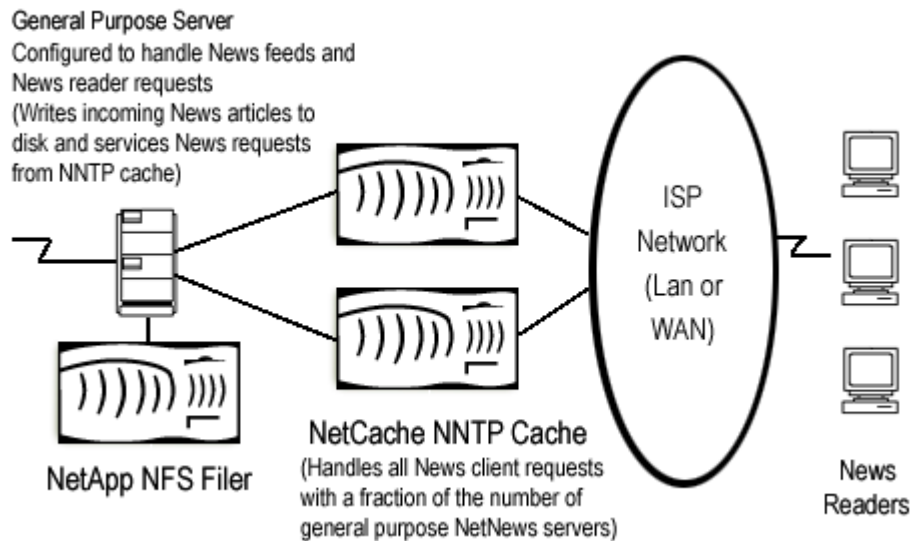 General Purpose Server
Configured to handle News feeds and
News reader requests
(Writes incoming News articles to
disk and services News requests
from NNTP cache)
ISP
Network
(Lan or
WAN)
NetApp NFS Filer
NetCache NNTP Cache
(Handles all News client requests
with a fraction of the number of
general purpose NetNews servers)
News
Readers